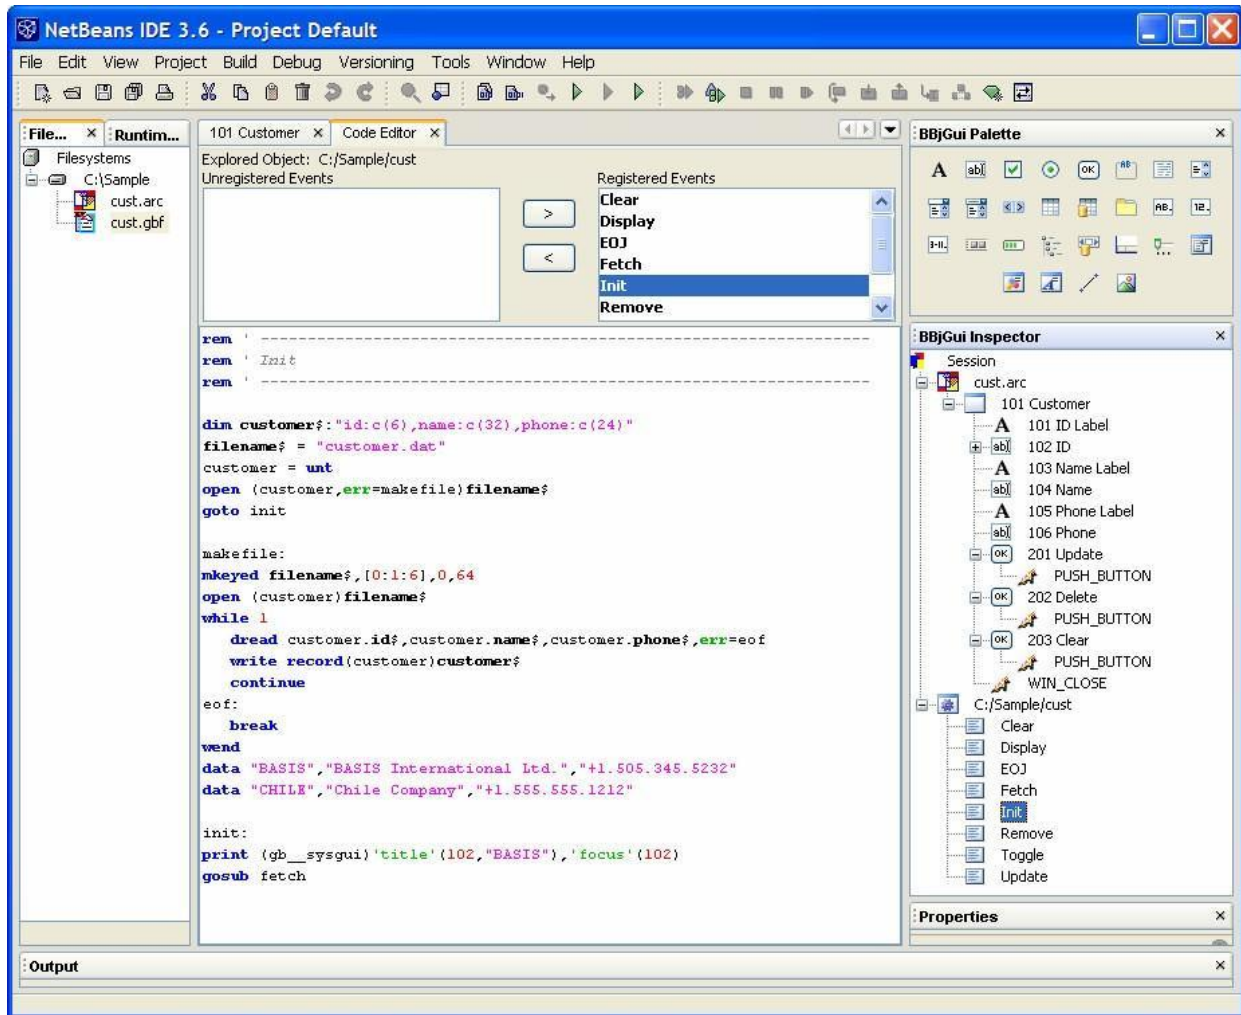 NetBeans IDE 3.6 - Project Default
File Edit View Project Build Debug Versioning Tools Window Help
File... × Runtim...
Filesystems
C:\Sample
cust.arc
cust.gbf
101 Customer × Code Editor ×
Explored Object: C:/Sample/cust
Unregistered Events
>
<
Registered Events
Clear
Display
EOJ
Fetch
Init
Remove
rem ' -----------------------------------------------------------------
rem ' Init
rem ' -----------------------------------------------------------------
dim customer$:"id:c(6),name:c(32),phone:c(24)"
filename$ = "customer.dat"
customer = unt
open (customer,err=makefile)filename$
goto init
makefile:
mkeyed filename$,[0:1:6],0,64
open (customer)filename$
while 1
dread customer.id$,customer.name$,customer.phone$,err=eof
write record(customer)customer$
continue
eof:
break
wend
data "BASIS","BASIS International Ltd.","+1.505.345.5232"
data "CHILE","Chile Company","+1.555.555.1212"
init:
print (gb__sysgui)'title'(102,"BASIS"),'focus'(102)
gosub fetch
BBjGui Palette ×
A ab OK AB
AB. 12.
BBjGui Inspector ×
Session
cust.arc
101 Customer
A 101 ID Label
ab 102 ID
A 103 Name Label
ab 104 Name
A 105 Phone Label
ab 106 Phone
OK 201 Update
PUSH_BUTTON
OK 202 Delete
PUSH_BUTTON
OK 203 Clear
PUSH_BUTTON
WIN_CLOSE
C:/Sample/cust
Clear
Display
EOJ
Fetch
Init
Remove
Toggle
Update
Properties ×
Output ×